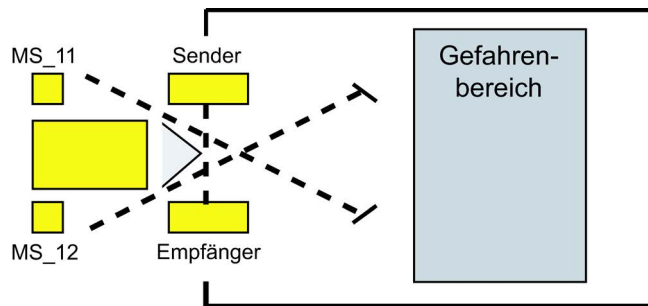 MS_11
Sender
Gefahren-
bereich
MS_12
Empfänger